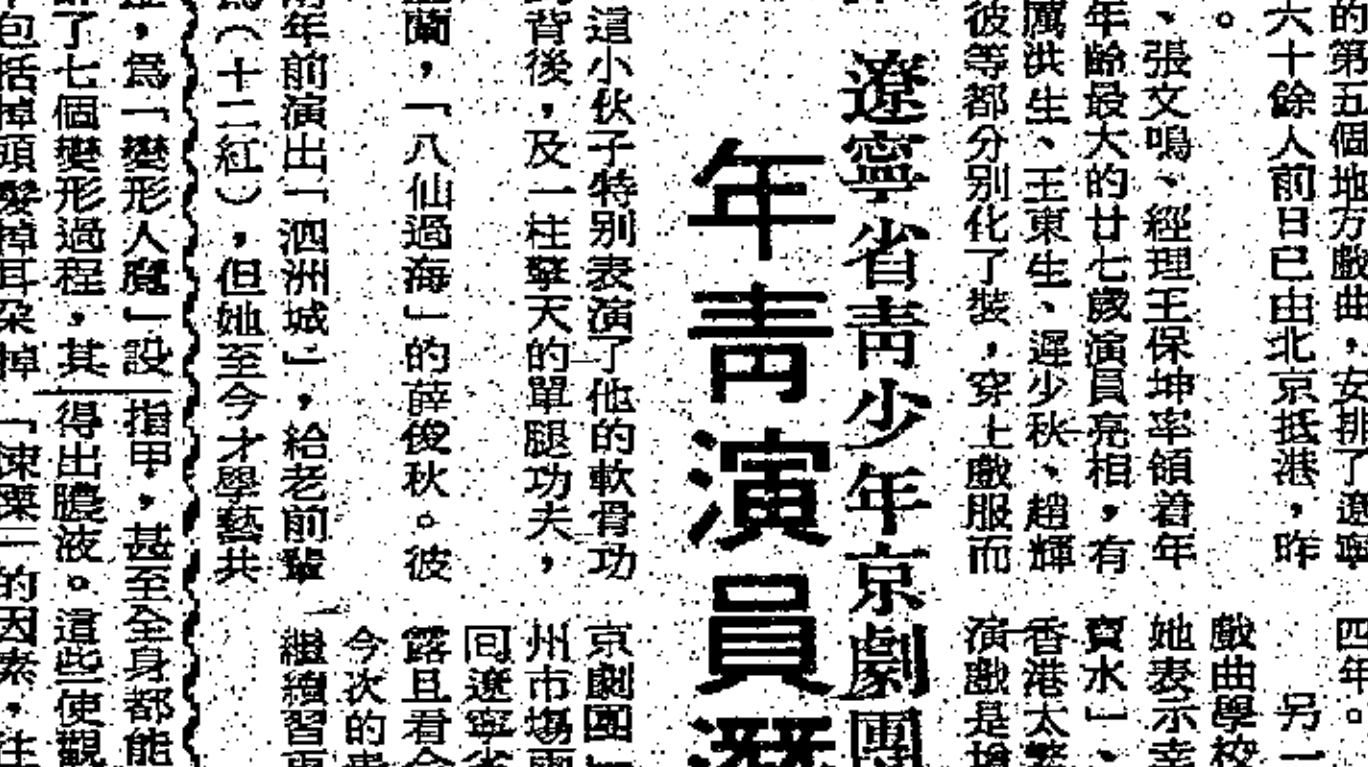 的第五個地方戲曲，安排了遼寧
六十餘人前日已由北京抵港，昨
。
、張文鳴、經理王保坤率領着年
年齡最大的廿七歲演員亮相，有
厲洪生、王東生、遲少秋、趙輝
彼等都分別化了裝，穿上戲服而
四年。
另一
戲曲學校
她表示幸
寶水」、
香港太繁
演戲是增
遼寧省青少年京劇團
年青演員
這小伙子特別表演了他的軟骨功
背後，及一柱擎天的單腿功夫，
蘭，「八仙過海」的薛俊秋。彼
年前演出「泗洲城」，給老前輩
（十二紅），但她至今才學藝共
京劇團
州市場
同遼寧省
露且看今
今次的
繼續習
，為「變形人魔」設
了七個變形過程，其
包括掉頭髮掉耳朵掉
指甲，甚至全身都能
得出膿液。這些使觀
的因素，往